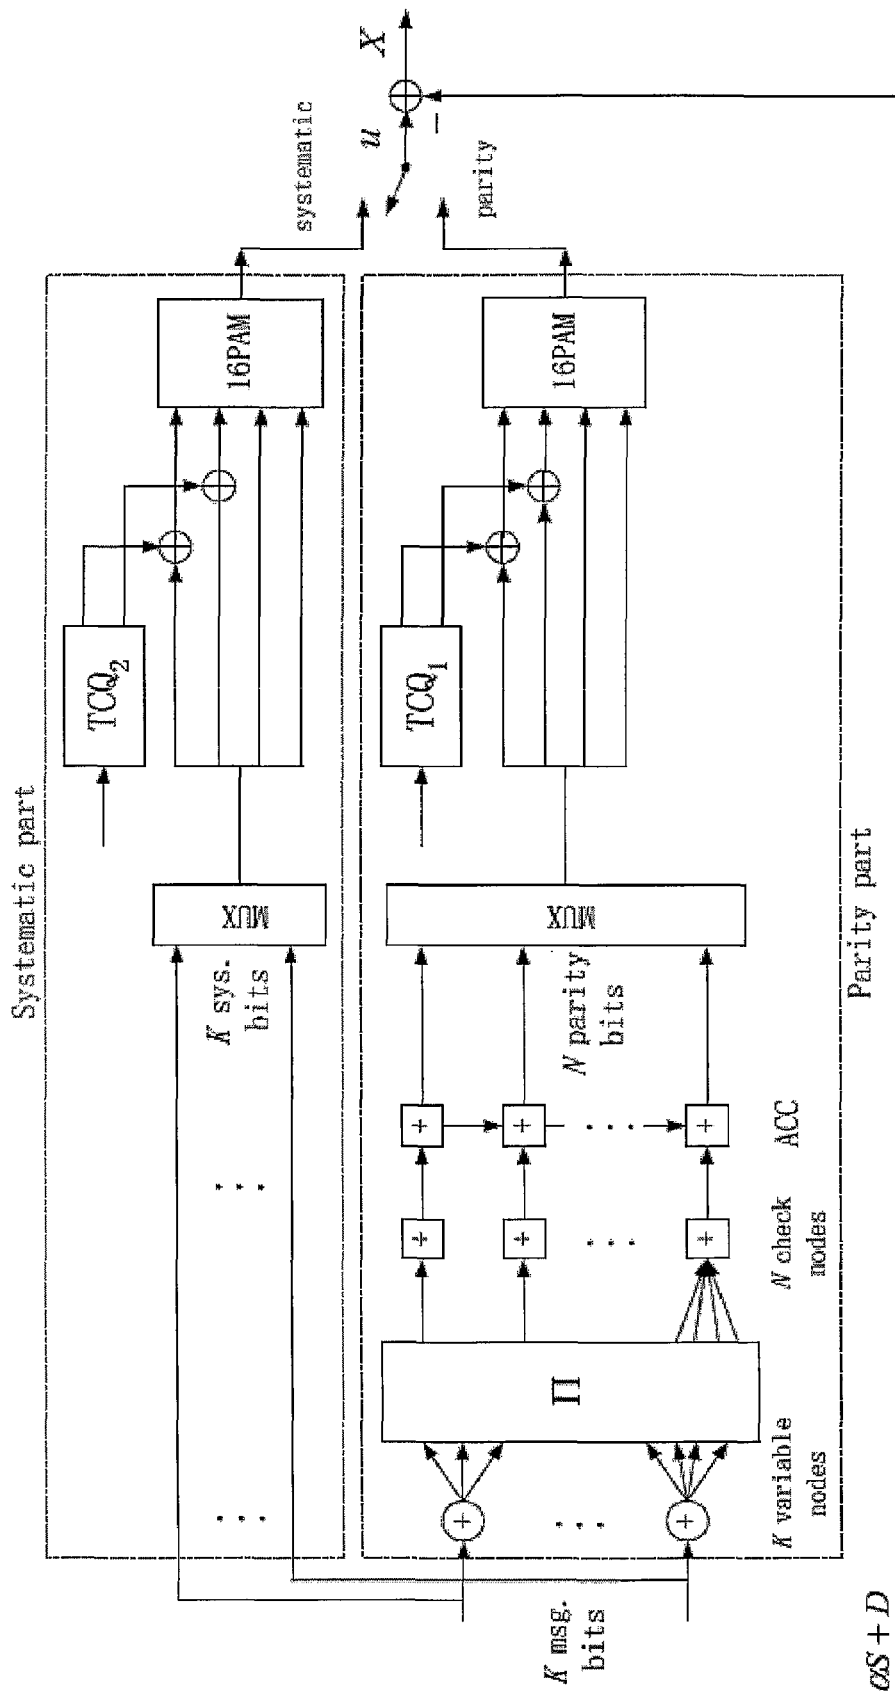 Systematic part
K sys.
bits
MUX
TCQ2
16PAM
systematic
K msg.
bits
Π
K variable
nodes
N check
nodes
ACC
N parity
bits
MUX
TCQ1
16PAM
parity
Parity part
u
X
αS + D